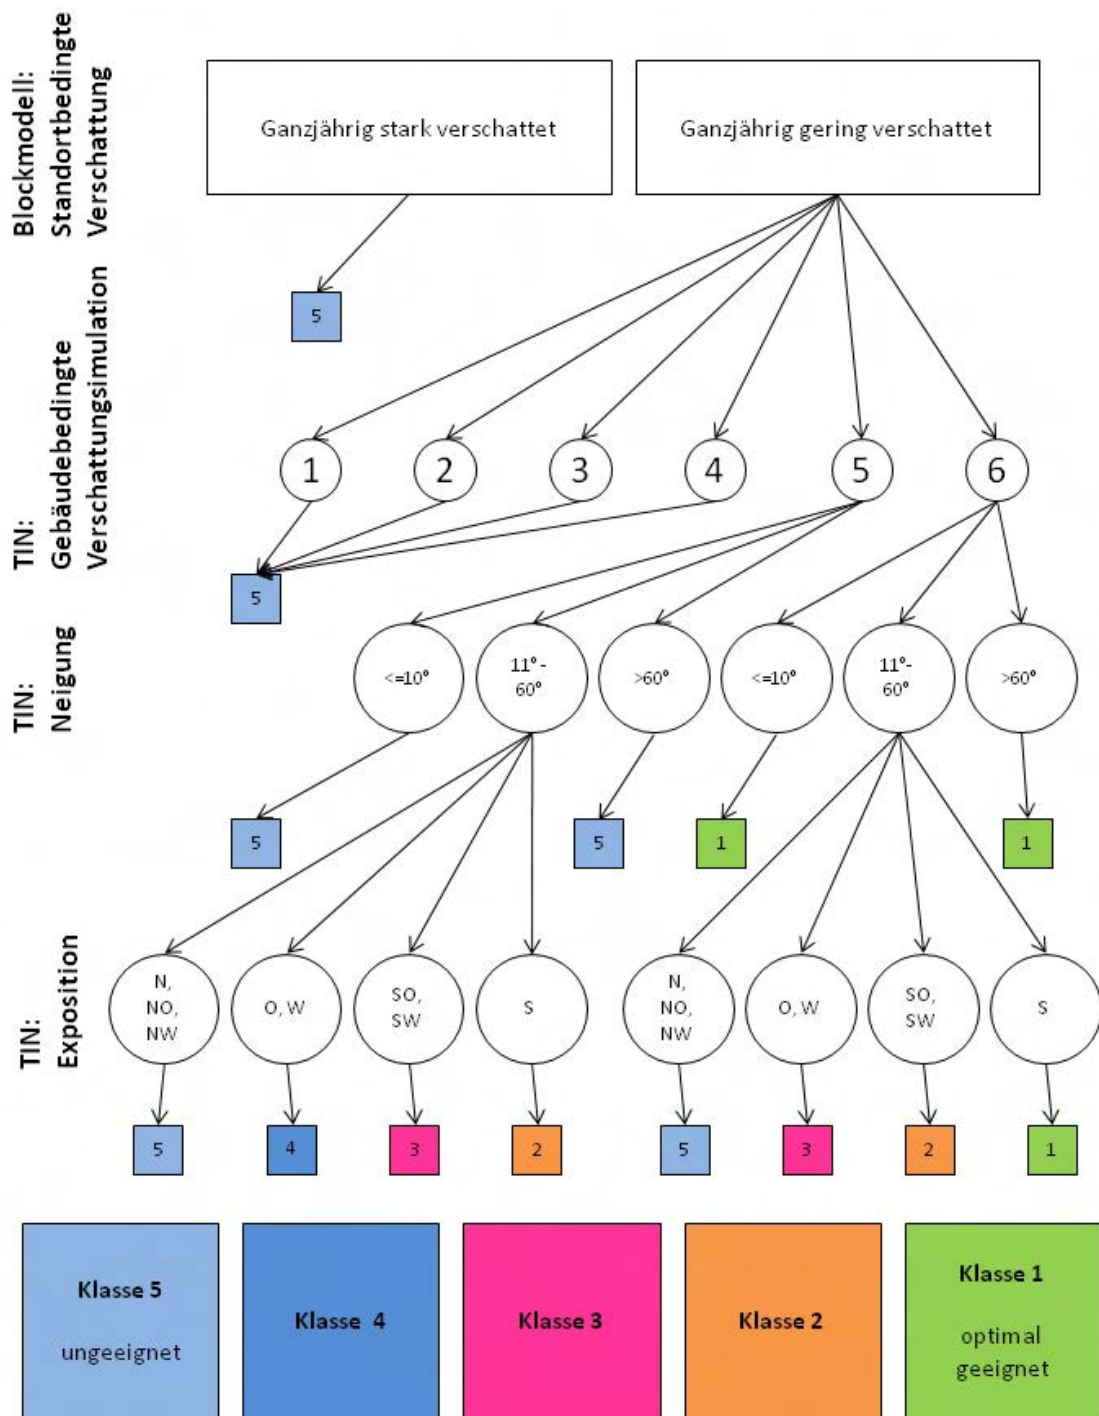 Blockmodell:
Standortbedingte
Verschattung
Ganzjährig stark verschattet
Ganzjährig gering verschattet
5
TIN:
Gebäudebedingte
Verschattungsimulation
1
2
3
4
5
6
5
TIN:
Neigung
<=10°
11°-
60°
>60°
<=10°
11°-
60°
>60°
5
5
1
1
TIN:
Exposition
N,
NO,
NW
O, W
SO,
SW
S
N,
NO,
NW
O, W
SO,
SW
S
5
4
3
2
5
3
2
1
Klasse 5
ungeeignet
Klasse 4
Klasse 3
Klasse 2
Klasse 1
optimal
geeignet